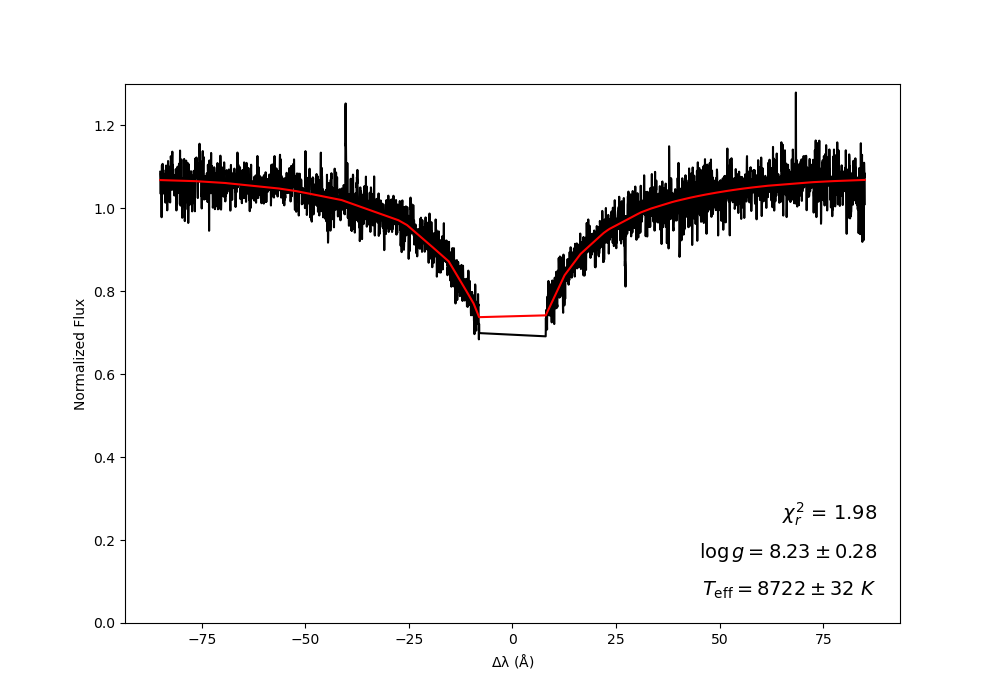 Normalized Flux
1.2
1.0
0.8
0.6
0.4
0.2
0.0
χ²ᵣ = 1.98
log g = 8.23 ± 0.28
T_eff = 8722 ± 32 K
−75 −50 −25 0 25 50 75
Δλ (Å)